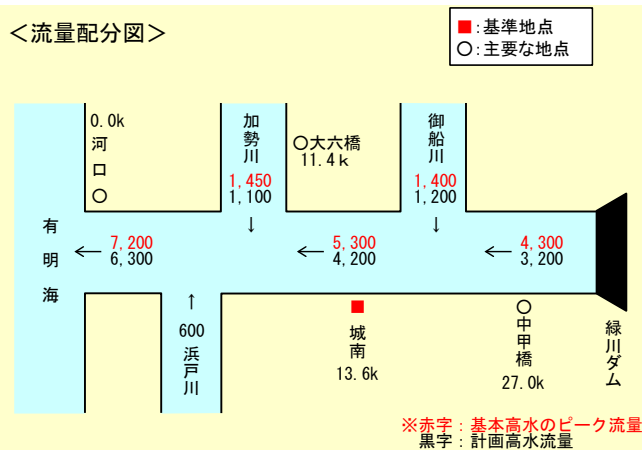 <流量配分図>
■:基準地点
○:主要な地点
0.0k
河口○
加勢川
1,450
1,100
↓
○大六橋
11.4k
御船川
1,400
1,200
↓
有明海
← 7,200
6,300
← 5,300
4,200
← 4,300
3,200
↑
600
浜戸川
■
城南
13.6k
○
中甲橋
27.0k
緑川ダム
※赤字:基本高水のピーク流量
黒字:計画高水流量